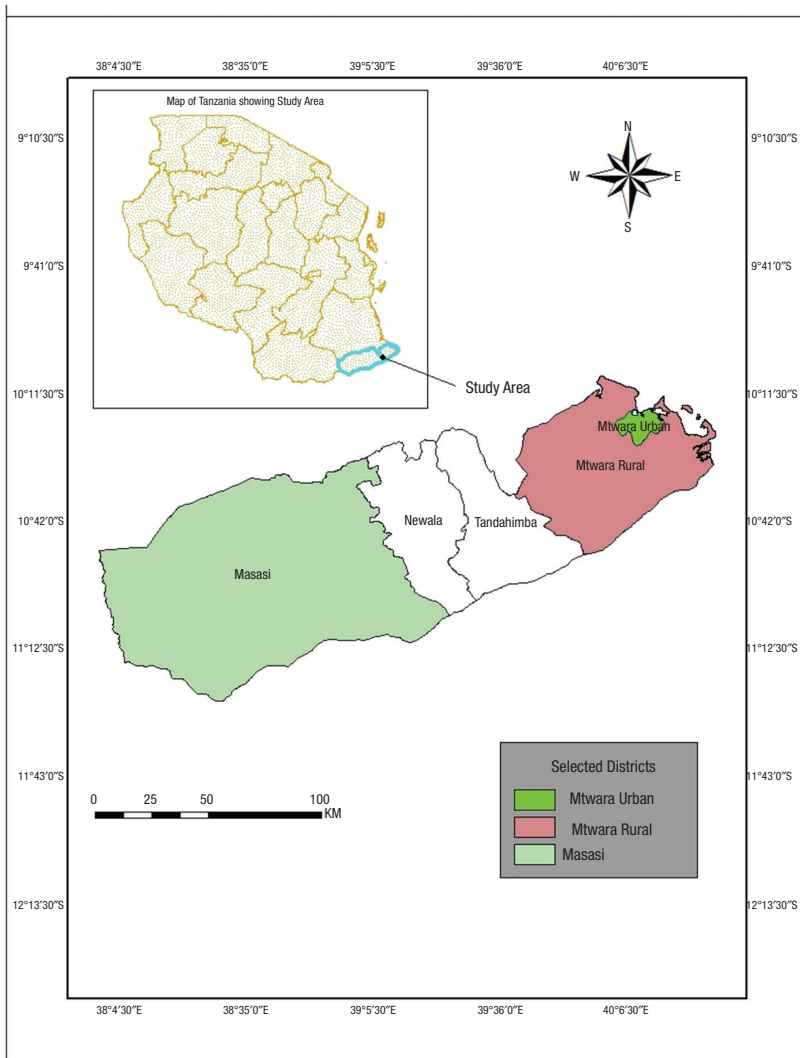 38°4′30″E 38°35′0″E 39°5′30″E 39°36′0″E 40°6′30″E
Map of Tanzania showing Study Area
N
W E
S
9°10′30″S 9°10′30″S
9°41′0″S 9°41′0″S
10°11′30″S 10°11′30″S
Study Area
Mtwara Urban
Mtwara Rural
10°42′0″S 10°42′0″S
Newala Tandahimba
Masasi
11°12′30″S 11°12′30″S
11°43′0″S 11°43′0″S
Selected Districts
Mtwara Urban
Mtwara Rural
Masasi
0 25 50 100
KM
12°13′30″S 12°13′30″S
38°4′30″E 38°35′0″E 39°5′30″E 39°36′0″E 40°6′30″E